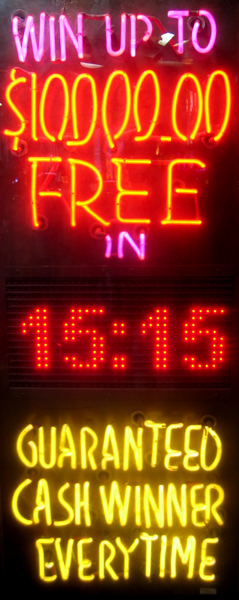 WIN UP TO
$10000.00
FREE
IN
15:15
GUARANTEED
CASH WINNER
EVERYTIME